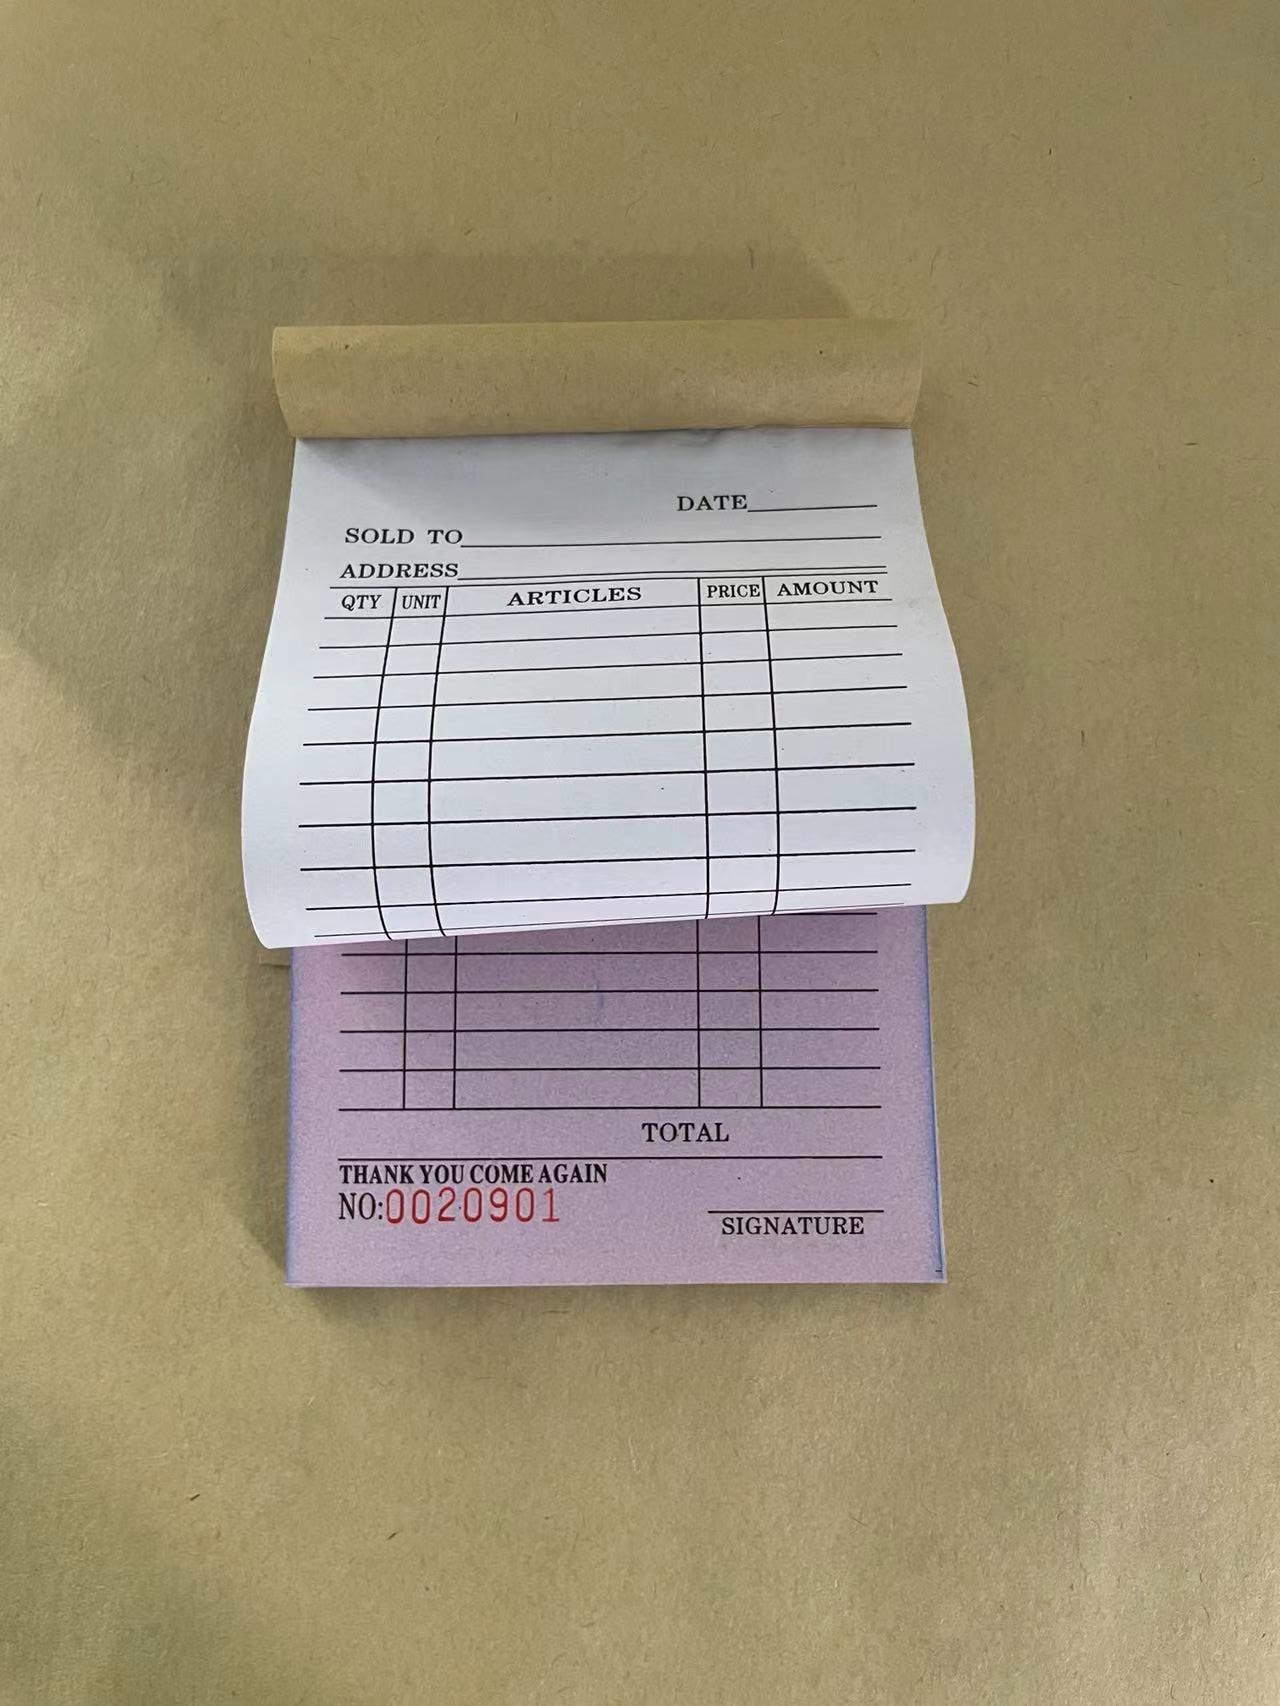 DATE
SOLD TO
ADDRESS
QTY UNIT ARTICLES PRICE AMOUNT
TOTAL
THANK YOU COME AGAIN
NO:0020901
SIGNATURE